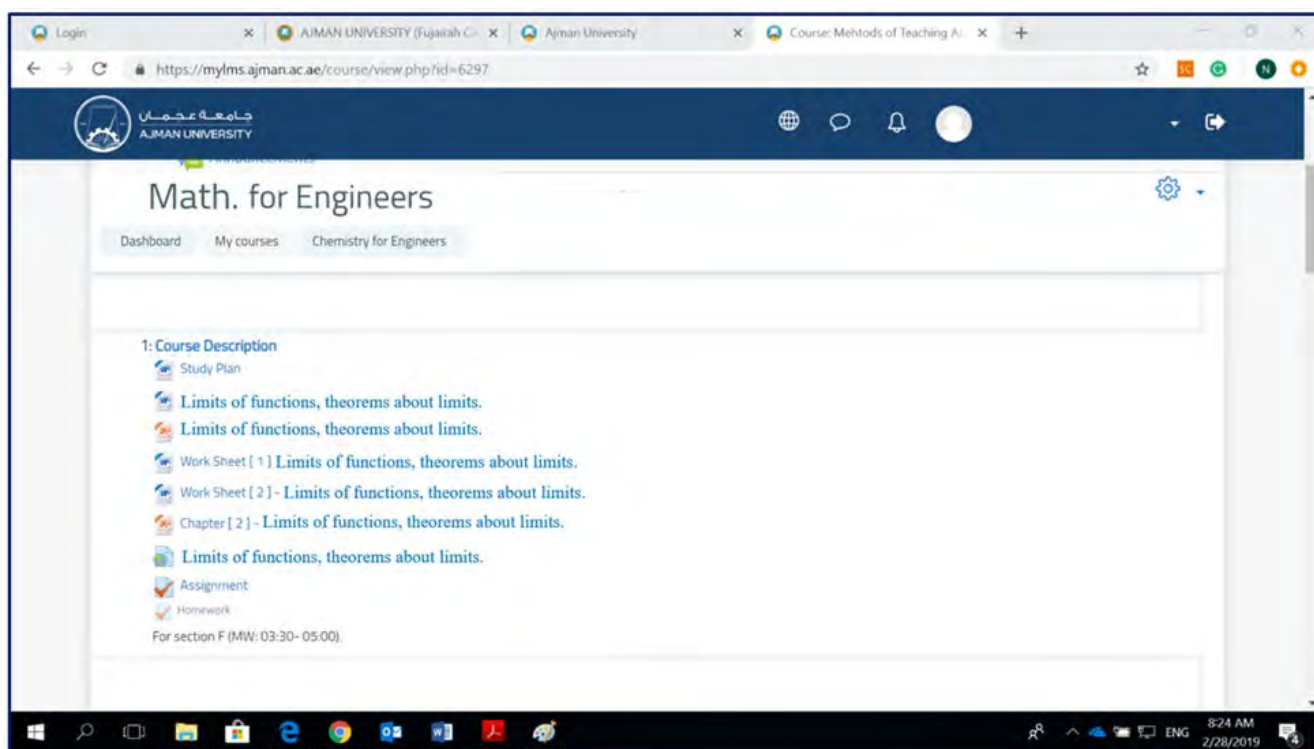 Login
AJMAN UNIVERSITY (Fujairah C
Ajman University
Course: Mehtods of Teaching A
https://mylms.ajman.ac.ae/course/view.php?id=6297
SC
G
N
جامعة عجمان
AJMAN UNIVERSITY
Announcements
Math. for Engineers
Dashboard My courses Chemistry for Engineers
1: Course Description
Study Plan
Limits of functions, theorems about limits.
Limits of functions, theorems about limits.
Work Sheet [ 1 ] Limits of functions, theorems about limits.
Work Sheet [ 2 ] - Limits of functions, theorems about limits.
Chapter [ 2 ] - Limits of functions, theorems about limits.
Limits of functions, theorems about limits.
Assignment
Homework
For section F (MW: 03:30- 05:00).
ENG
8:24 AM
2/28/2019